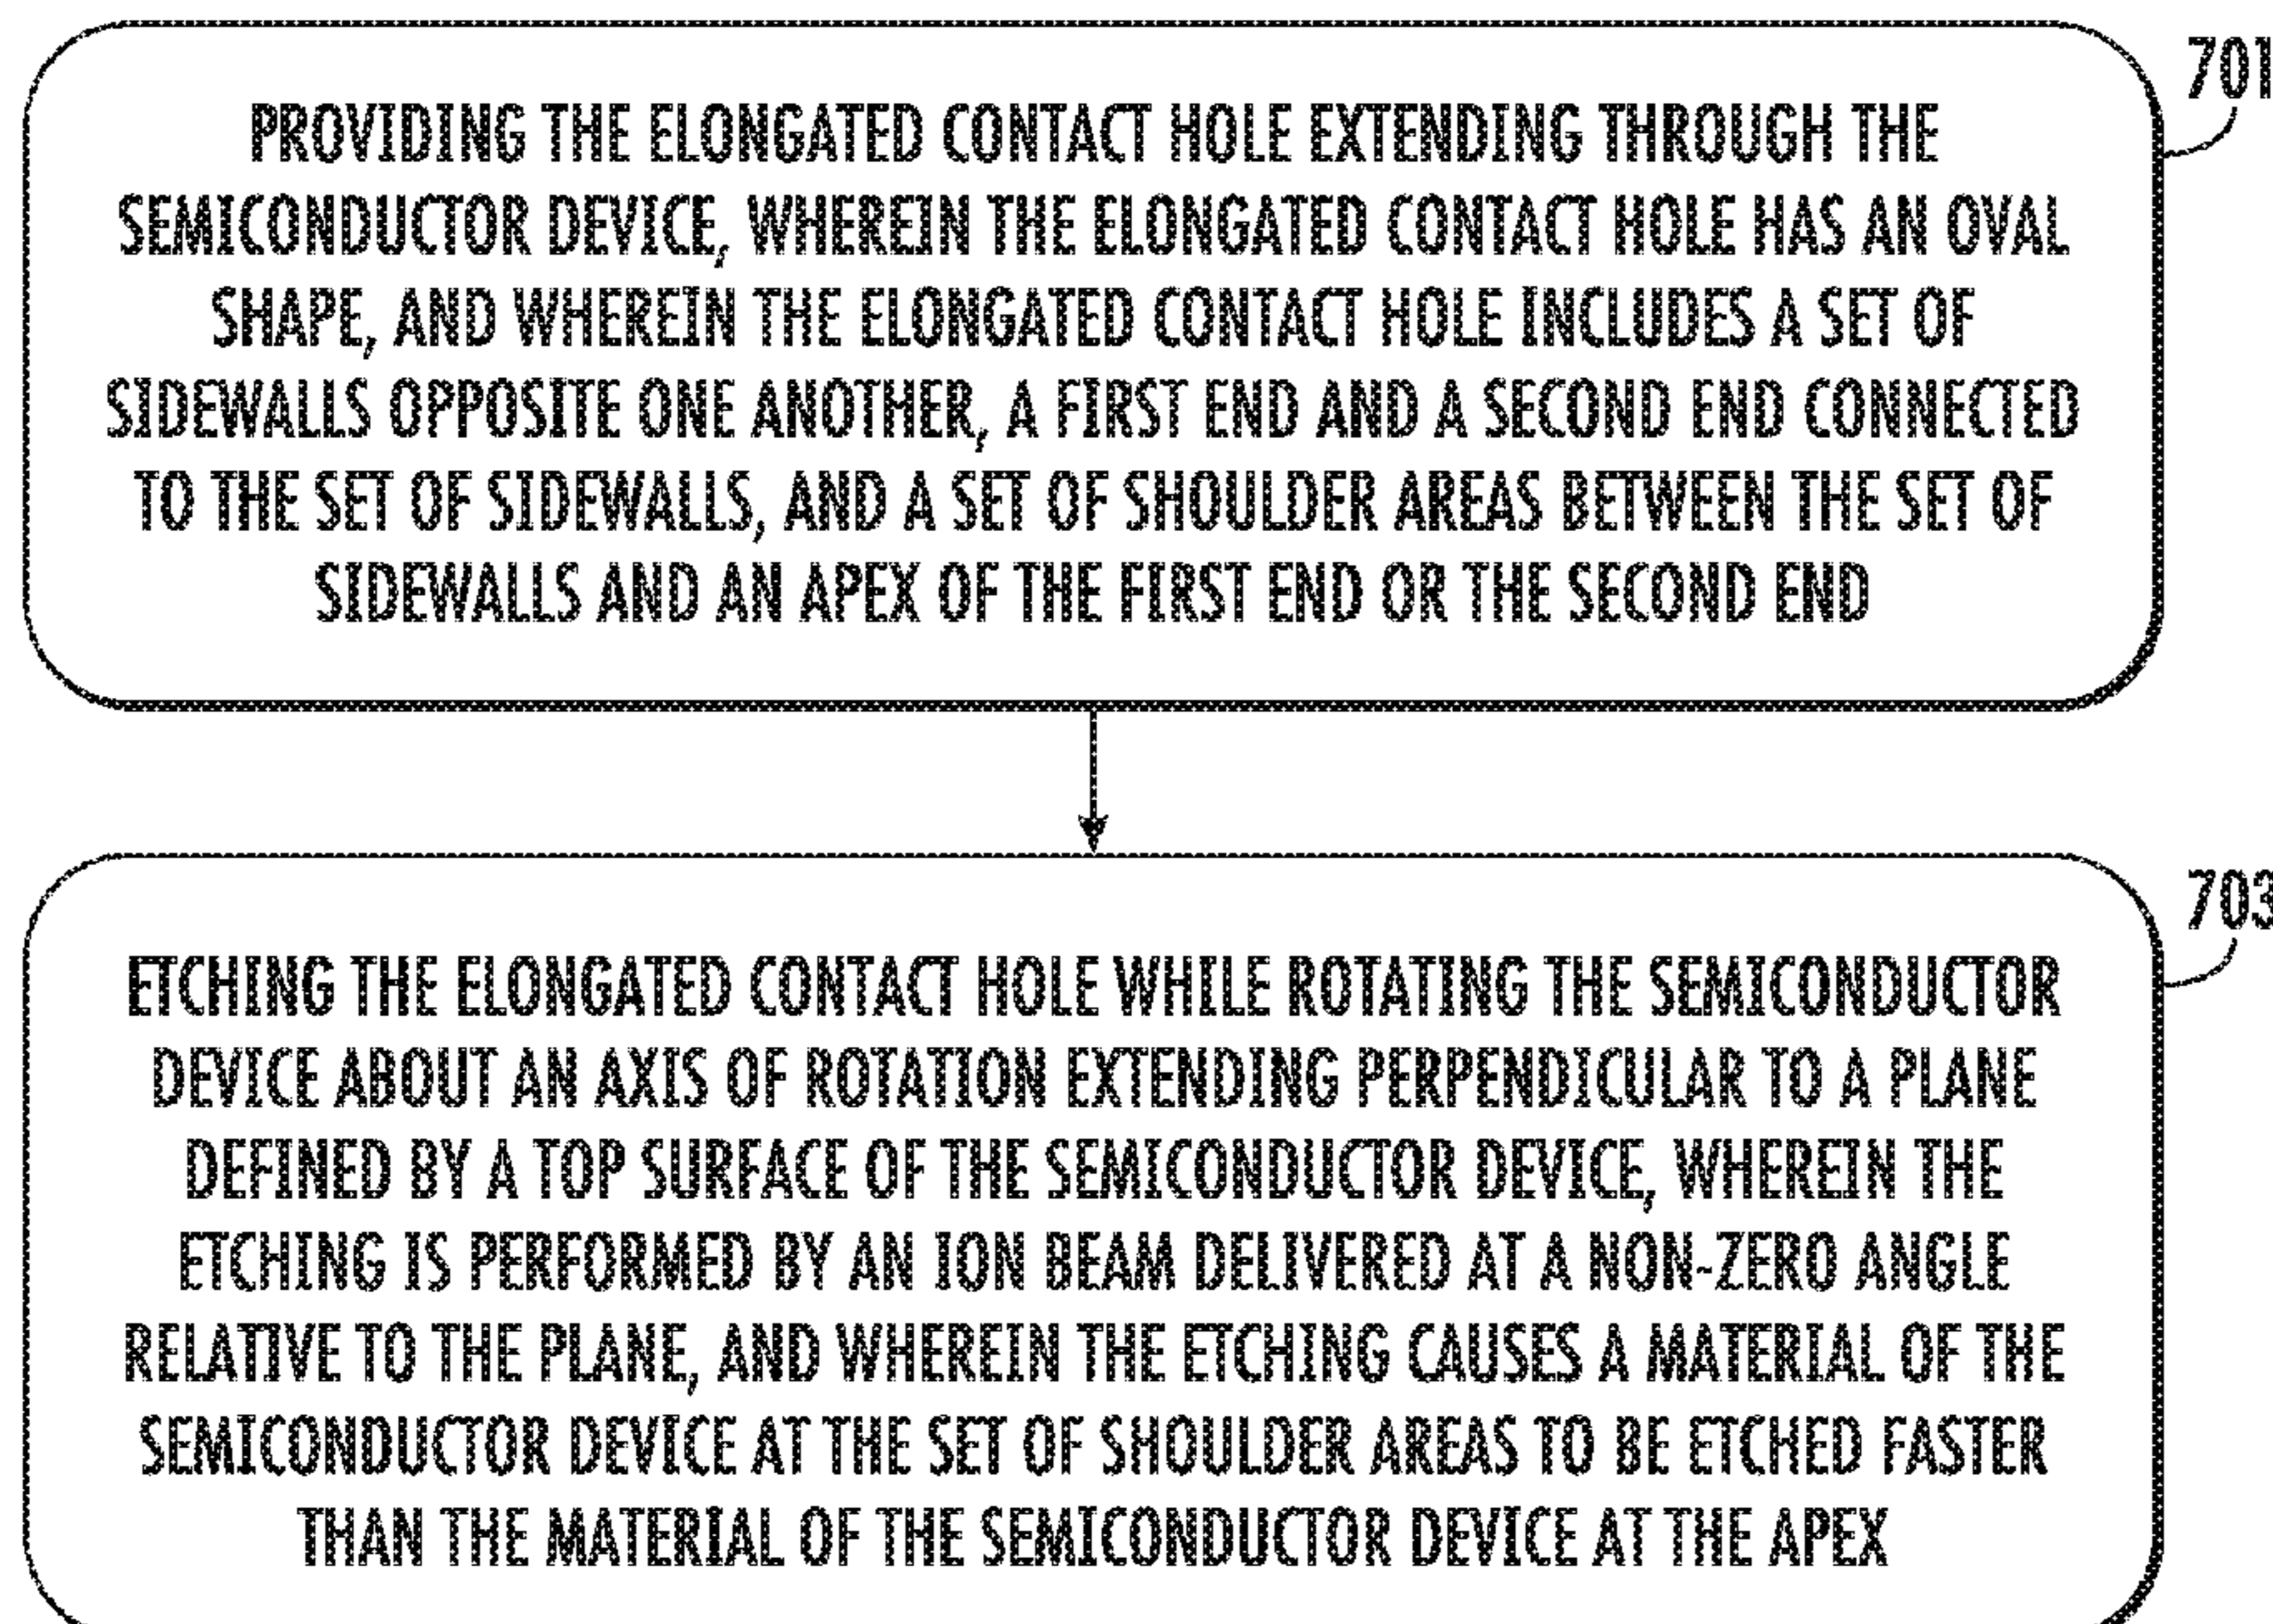 701
PROVIDING THE ELONGATED CONTACT HOLE EXTENDING THROUGH THE
SEMICONDUCTOR DEVICE, WHEREIN THE ELONGATED CONTACT HOLE HAS AN OVAL
SHAPE, AND WHEREIN THE ELONGATED CONTACT HOLE INCLUDES A SET OF
SIDEWALLS OPPOSITE ONE ANOTHER, A FIRST END AND A SECOND END CONNECTED
TO THE SET OF SIDEWALLS, AND A SET OF SHOULDER AREAS BETWEEN THE SET OF
SIDEWALLS AND AN APEX OF THE FIRST END OR THE SECOND END
703
ETCHING THE ELONGATED CONTACT HOLE WHILE ROTATING THE SEMICONDUCTOR
DEVICE ABOUT AN AXIS OF ROTATION EXTENDING PERPENDICULAR TO A PLANE
DEFINED BY A TOP SURFACE OF THE SEMICONDUCTOR DEVICE, WHEREIN THE
ETCHING IS PERFORMED BY AN ION BEAM DELIVERED AT A NON-ZERO ANGLE
RELATIVE TO THE PLANE, AND WHEREIN THE ETCHING CAUSES A MATERIAL OF THE
SEMICONDUCTOR DEVICE AT THE SET OF SHOULDER AREAS TO BE ETCHED FASTER
THAN THE MATERIAL OF THE SEMICONDUCTOR DEVICE AT THE APEX